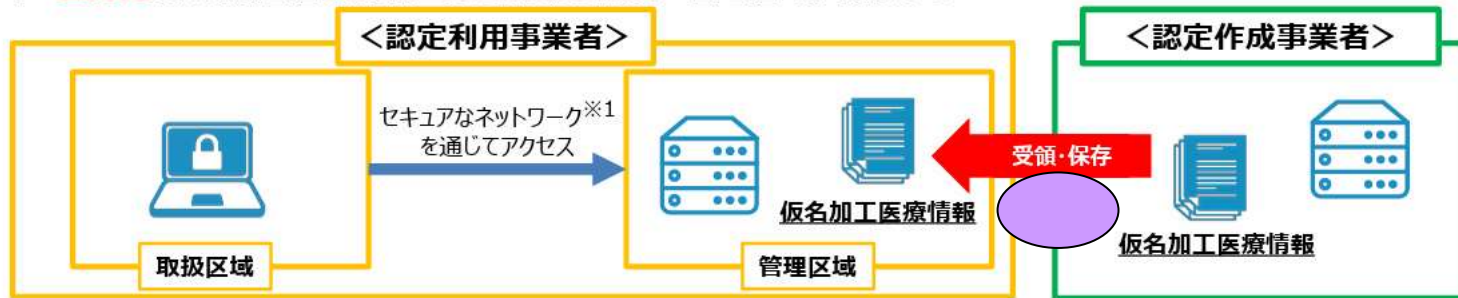 ＜認定利用事業者＞
＜認定作成事業者＞
セキュアなネットワーク※1
を通じてアクセス
受領・保存
仮名加工医療情報
仮名加工医療情報
取扱区域
管理区域